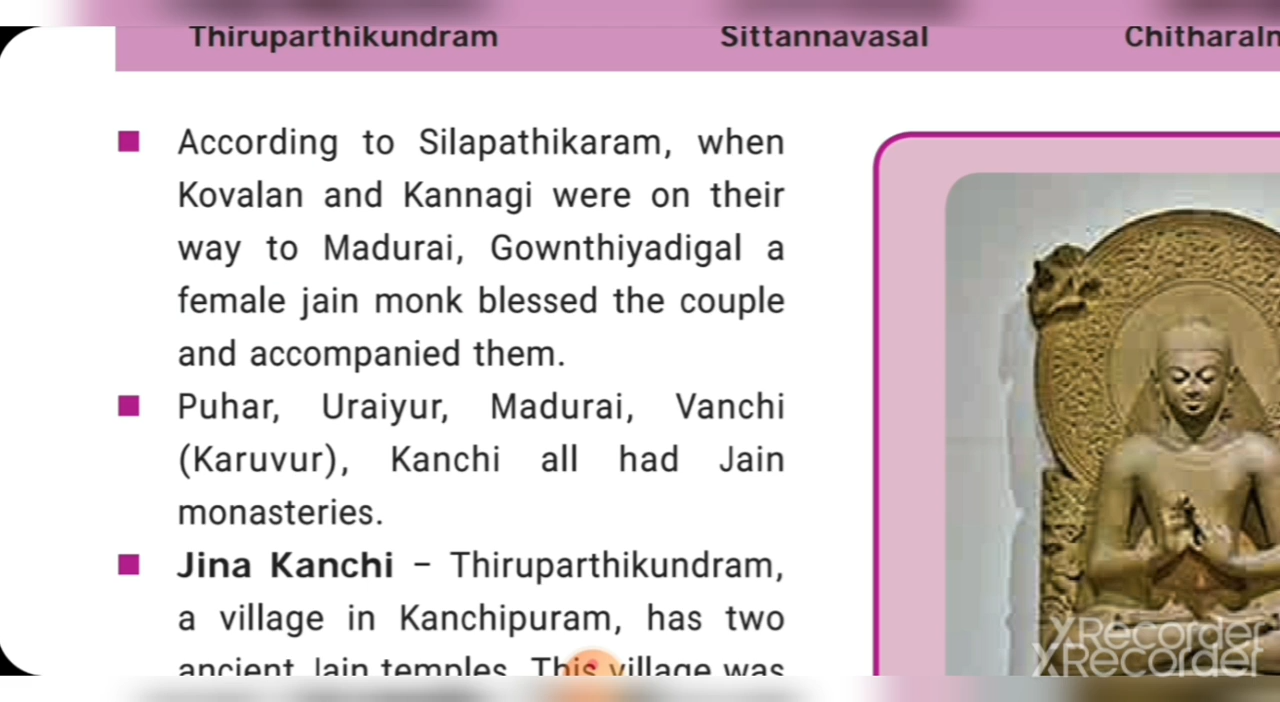 Thiruparthikundram Sittannavasal
According to Silapathikaram, when
Kovalan and Kannagi were on their
way to Madurai, Gownthiyadigal a
female jain monk blessed the couple
and accompanied them.
Puhar, Uraiyur, Madurai, Vanchi
(Karuvur), Kanchi all had Jain
monasteries.
Jina Kanchi – Thiruparthikundram,
a village in Kanchipuram, has two
ancient Jain temples. This village was
XRecorder
XRecorder